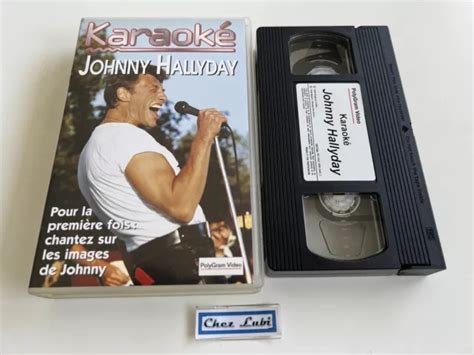 Karaoké
JOHNNY HALLYDAY
Pour la
première fois :
chantez sur
les images
de Johnny
PolyGram Video
PolyGram Video
Karaoké
Johnny Hallyday
Chez Lubi